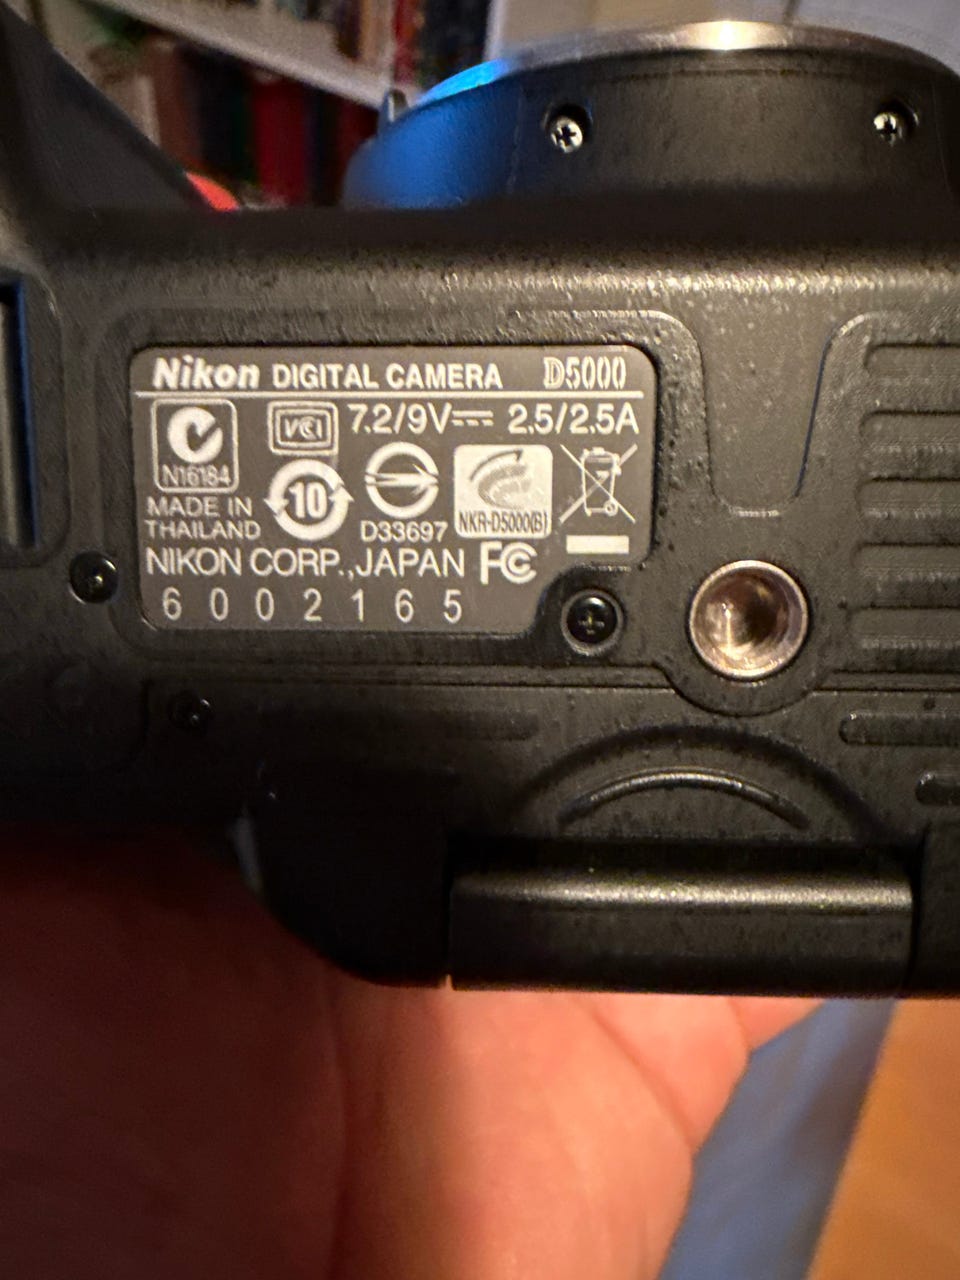 Nikon DIGITAL CAMERA D5000
N16184
VCI
7.2/9V 2.5/2.5A
MADE IN
THAILAND
10
D33697
NKR-D5000(B)
NIKON CORP.,JAPAN FC
6002165